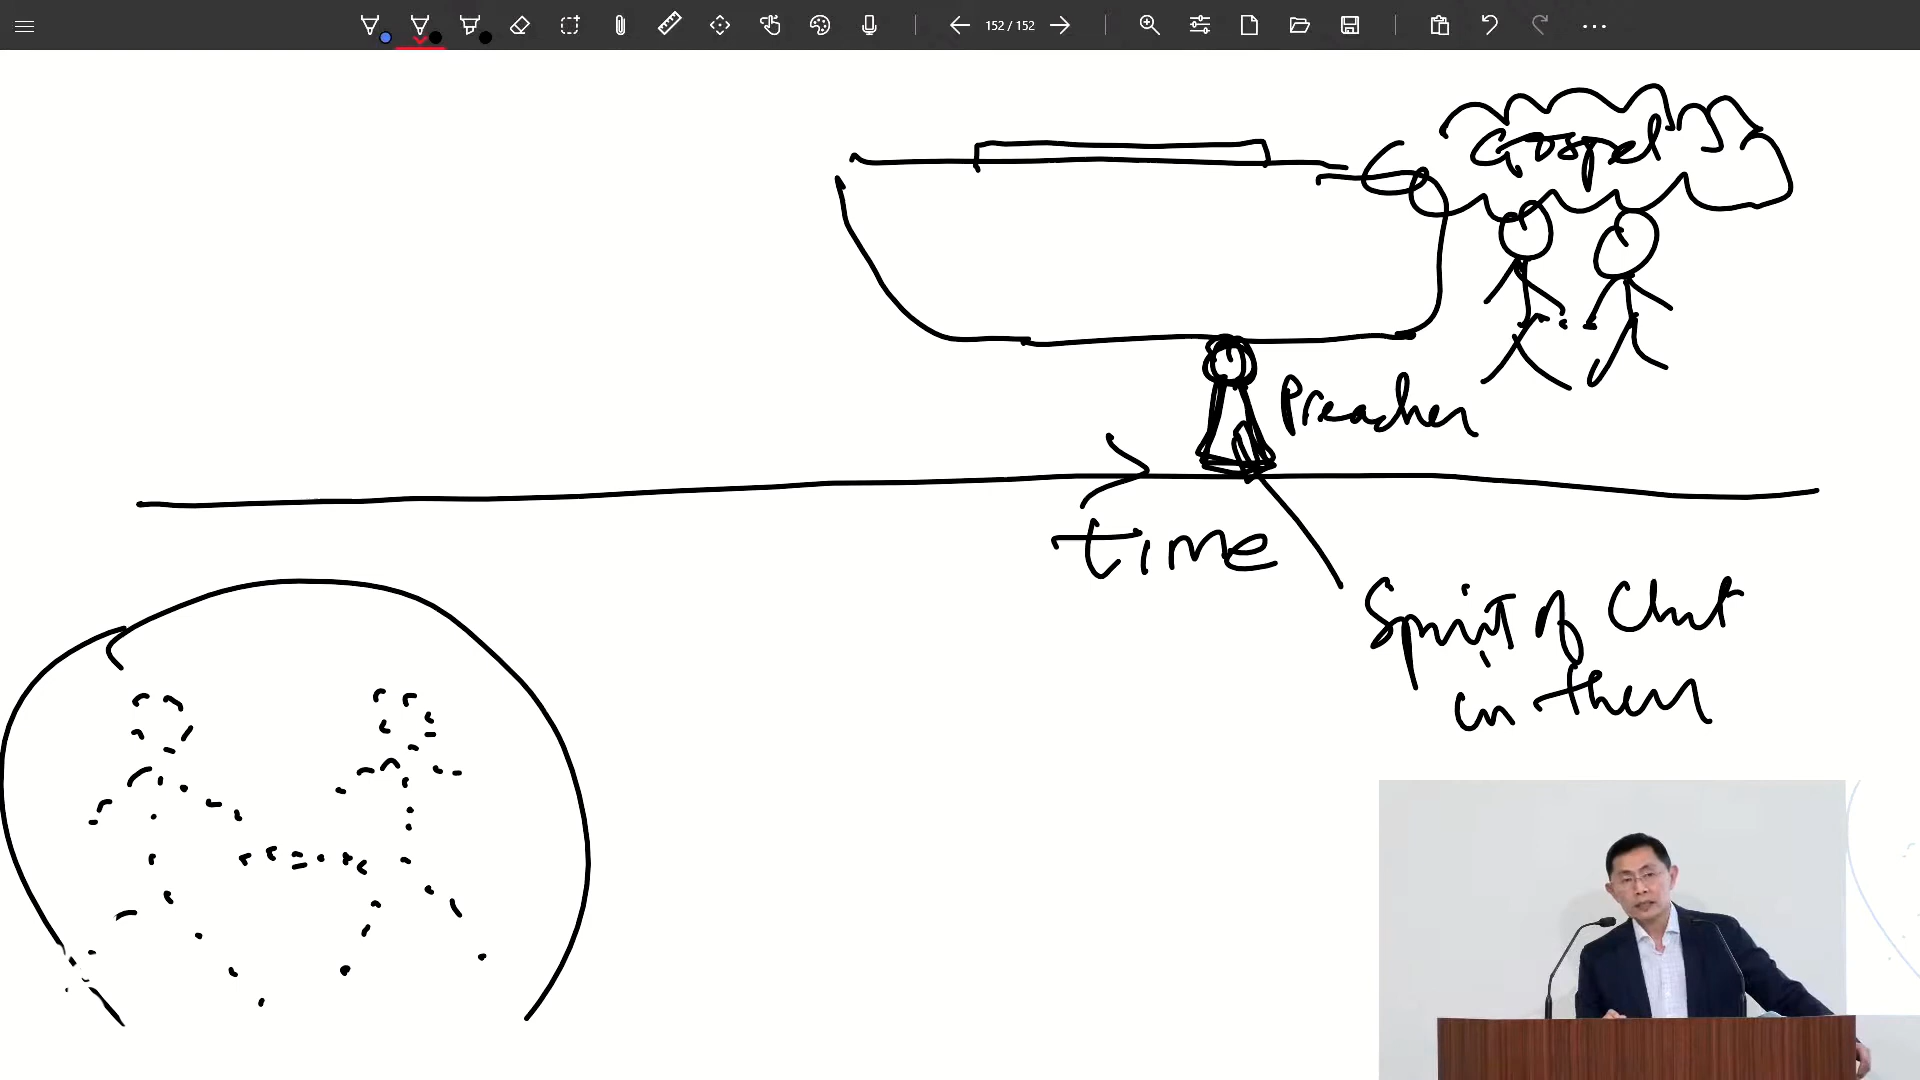 152 / 152
Gospel
Preacher
time
Spirit of Christ
in them